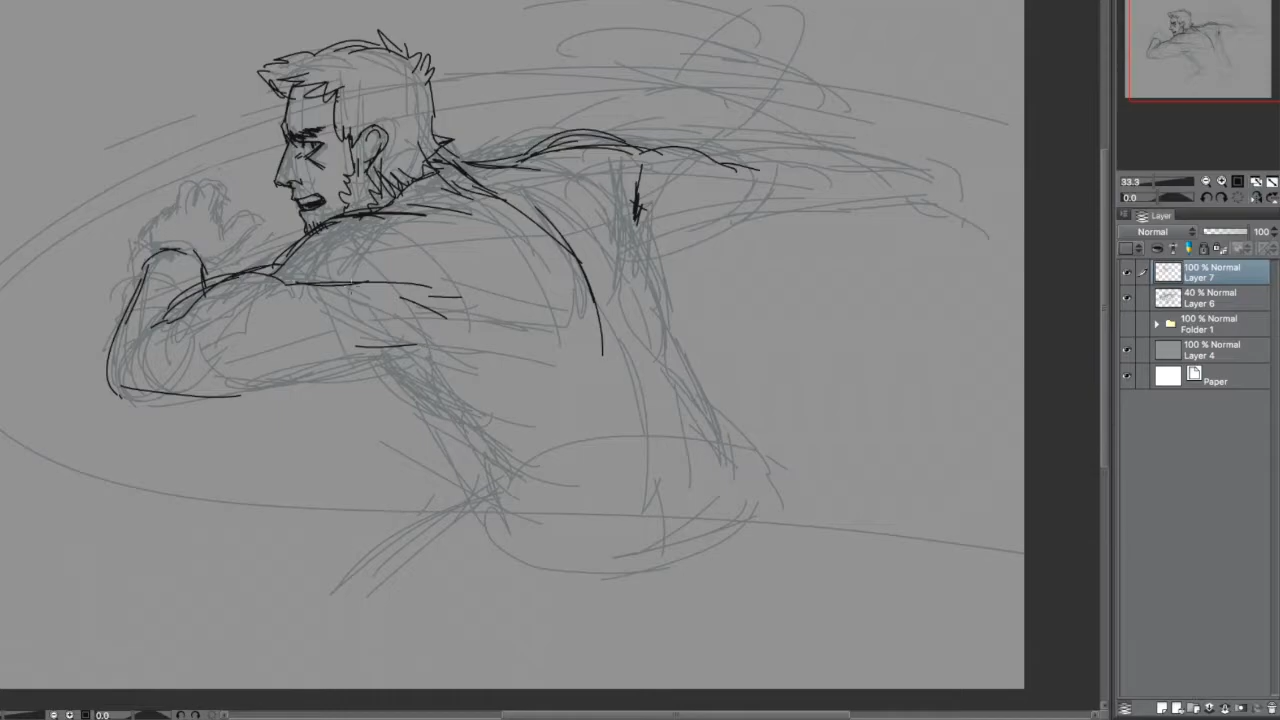 33.3
0.0
Layer
Normal 100
100 % Normal
Layer 7
40 % Normal
Layer 6
100 % Normal
Folder 1
100 % Normal
Layer 4
Paper
0.0